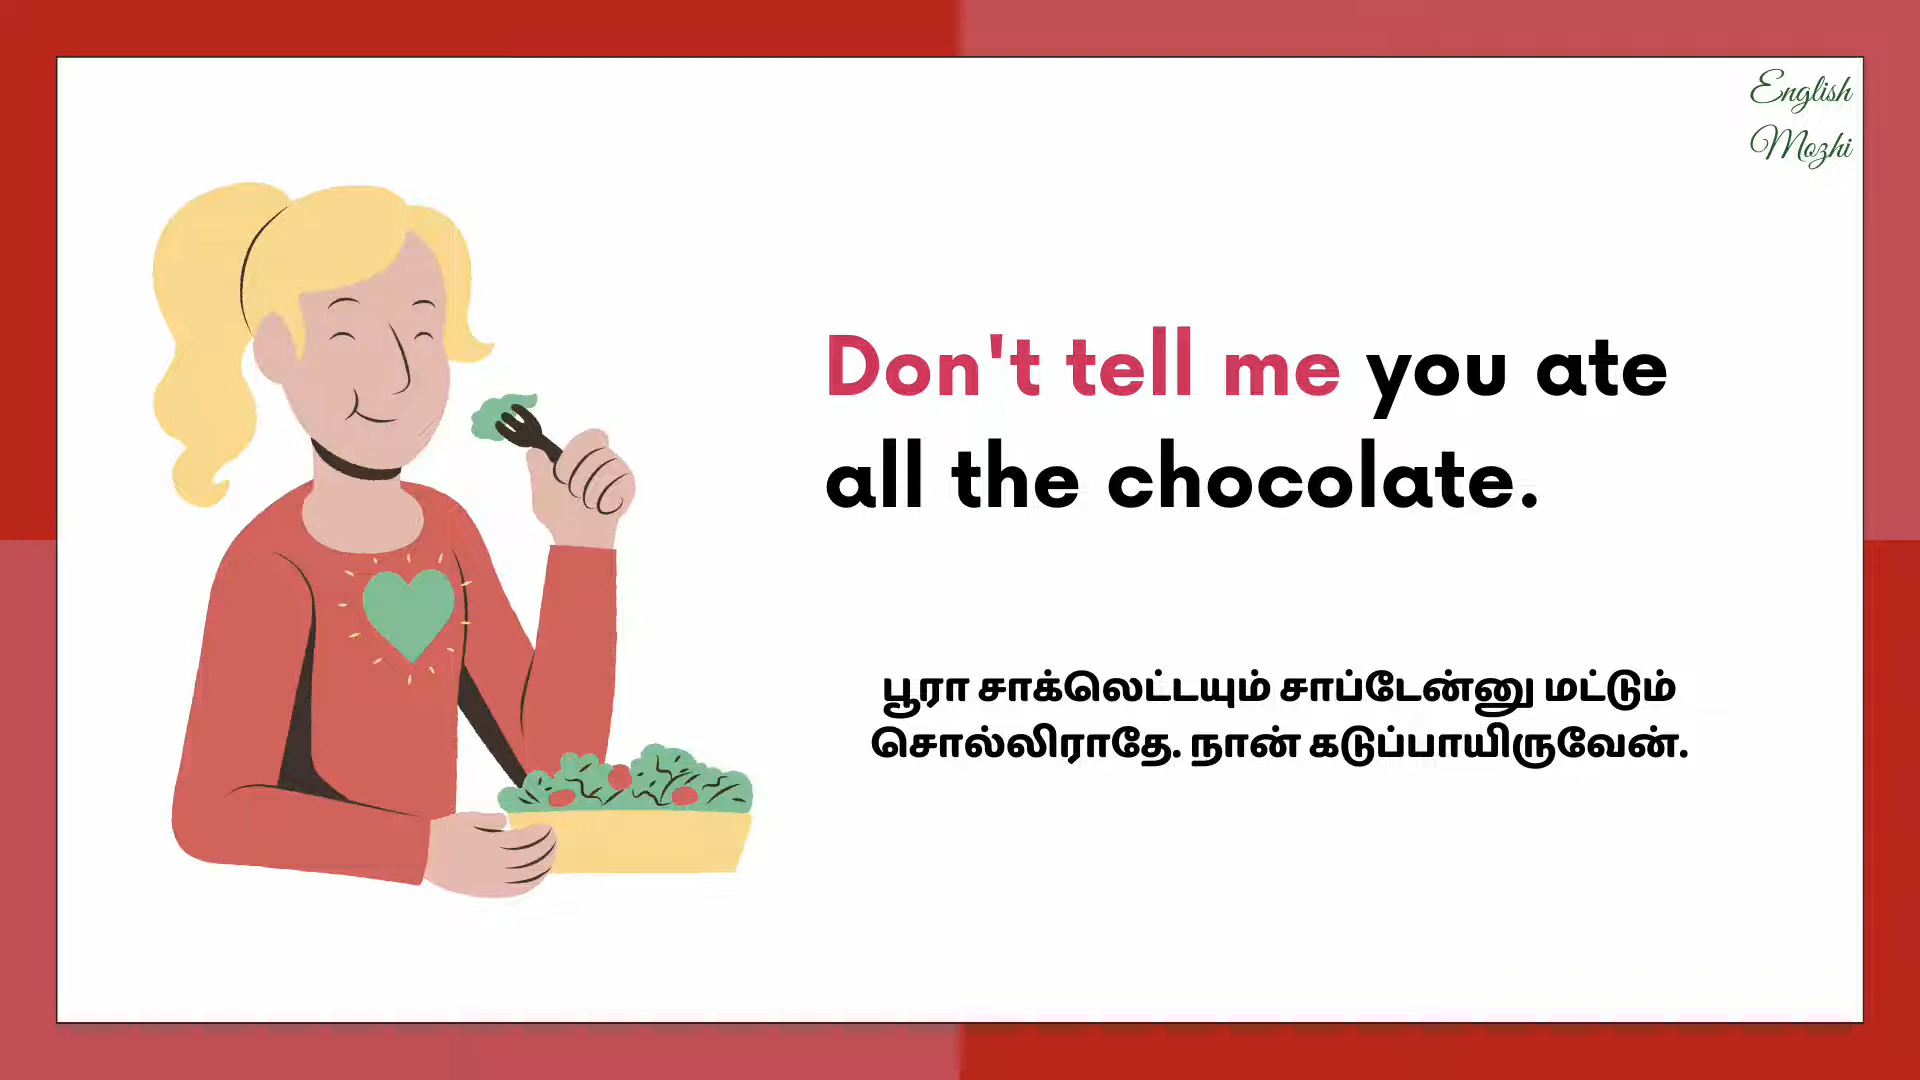 English
Mozhi
Don't tell me you ate
all the chocolate.
பூரா சாக்லெட்டயும் சாப்டேன்னு மட்டும்
சொல்லிராதே. நான் கடுப்பாயிருவேன்.